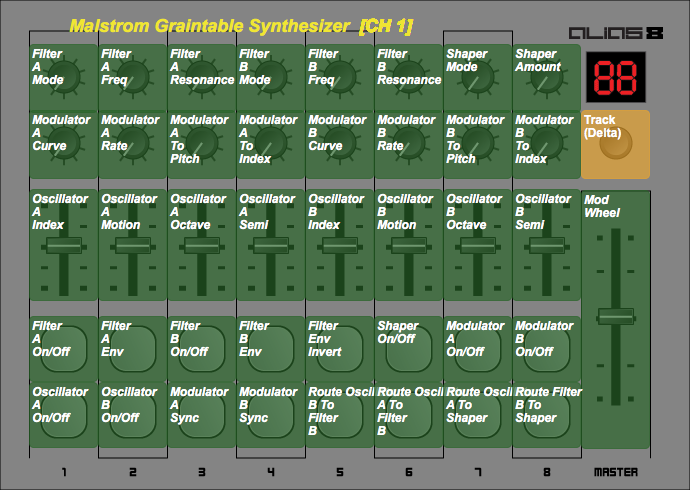 Malstrom Graintable Synthesizer [CH 1]
ALIAS 8
Filter A Mode
Filter A Freq
Filter A Resonance
Filter B Mode
Filter B Freq
Filter B Resonance
Shaper Mode
Shaper Amount
88
Modulator A Curve
Modulator A Rate
Modulator A To Pitch
Modulator A To Index
Modulator B Curve
Modulator B Rate
Modulator B To Pitch
Modulator B To Index
Track (Delta)
Oscillator A Index
Oscillator A Motion
Oscillator A Octave
Oscillator A Semi
Oscillator B Index
Oscillator B Motion
Oscillator B Octave
Oscillator B Semi
Mod Wheel
Filter A On/Off
Filter A Env
Filter B On/Off
Filter B Env
Filter Env Invert
Shaper On/Off
Modulator A On/Off
Modulator B On/Off
Oscillator A On/Off
Oscillator B On/Off
Modulator A Sync
Modulator B Sync
Route Oscil B To Filter B
Route Oscil A To Filter B
Route Oscil A To Shaper
Route Filter B To Shaper
1 2 3 4 5 6 7 8 MASTER